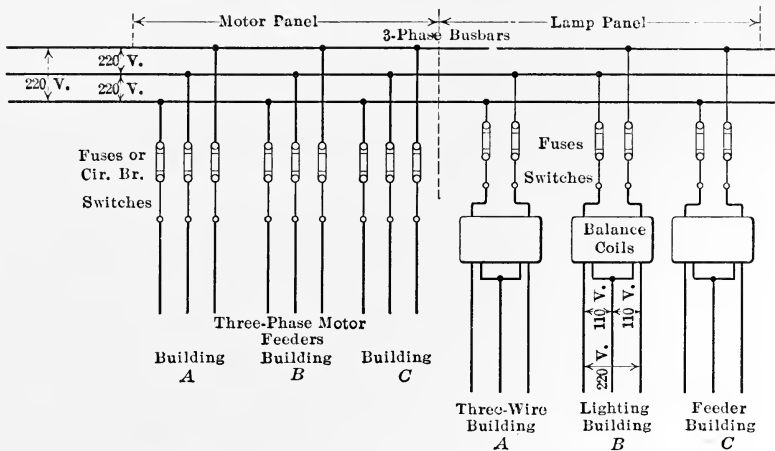 Motor Panel
Lamp Panel
3-Phase Busbars
220 V.
220 V.
220 V.
Fuses or
Cir. Br.
Switches
Fuses
Switches
Balance
Coils
110 V.
110 V.
220 V.
Three-Phase Motor
Feeders
Building
A
Building
B
Building
C
Three-Wire
Building
A
Lighting
Building
B
Feeder
Building
C